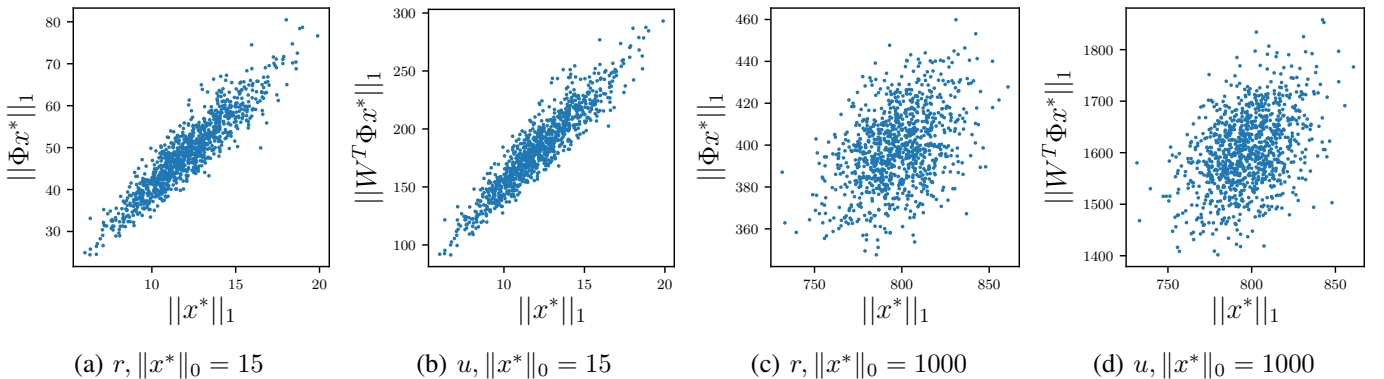 80
70
60
50
40
30
10
15
20
||Φx*||₁
||x*||₁
(a) r, ‖x*‖₀ = 15
300
250
200
150
100
10
15
20
||WᵀΦx*||₁
||x*||₁
(b) u, ‖x*‖₀ = 15
460
440
420
400
380
360
750
800
850
||Φx*||₁
||x*||₁
(c) r, ‖x*‖₀ = 1000
1800
1700
1600
1500
1400
750
800
850
||WᵀΦx*||₁
||x*||₁
(d) u, ‖x*‖₀ = 1000